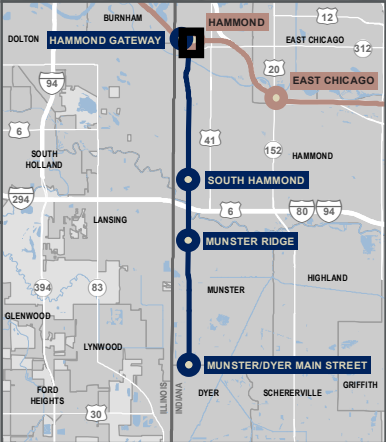 BURNHAM
HAMMOND
12
DOLTON
HAMMOND GATEWAY
EAST CHICAGO
312
20
94
EAST CHICAGO
6
41
152
SOUTH
HOLLAND
HAMMOND
SOUTH HAMMOND
294
6
80
94
LANSING
MUNSTER RIDGE
HIGHLAND
394
83
MUNSTER
GLENWOOD
LYNWOOD
MUNSTER/DYER MAIN STREET
FORD
HEIGHTS
ILLINOIS
INDIANA
DYER
SCHERERVILLE
GRIFFITH
30